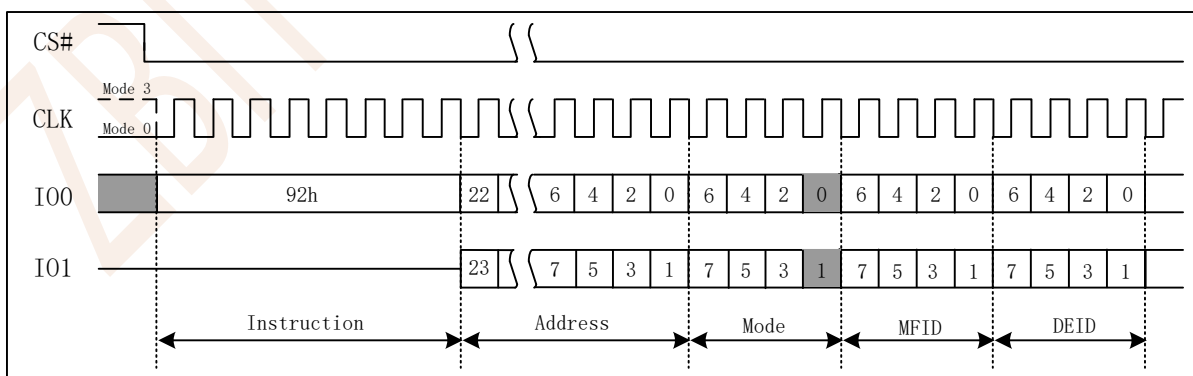 CS#
Mode 3
CLK
Mode 0
IO0 92h 22 6 4 2 0 6 4 2 0 6 4 2 0 6 4 2 0
IO1 23 7 5 3 1 7 5 3 1 7 5 3 1 7 5 3 1
Instruction Address Mode MFID DEID
ZBIT